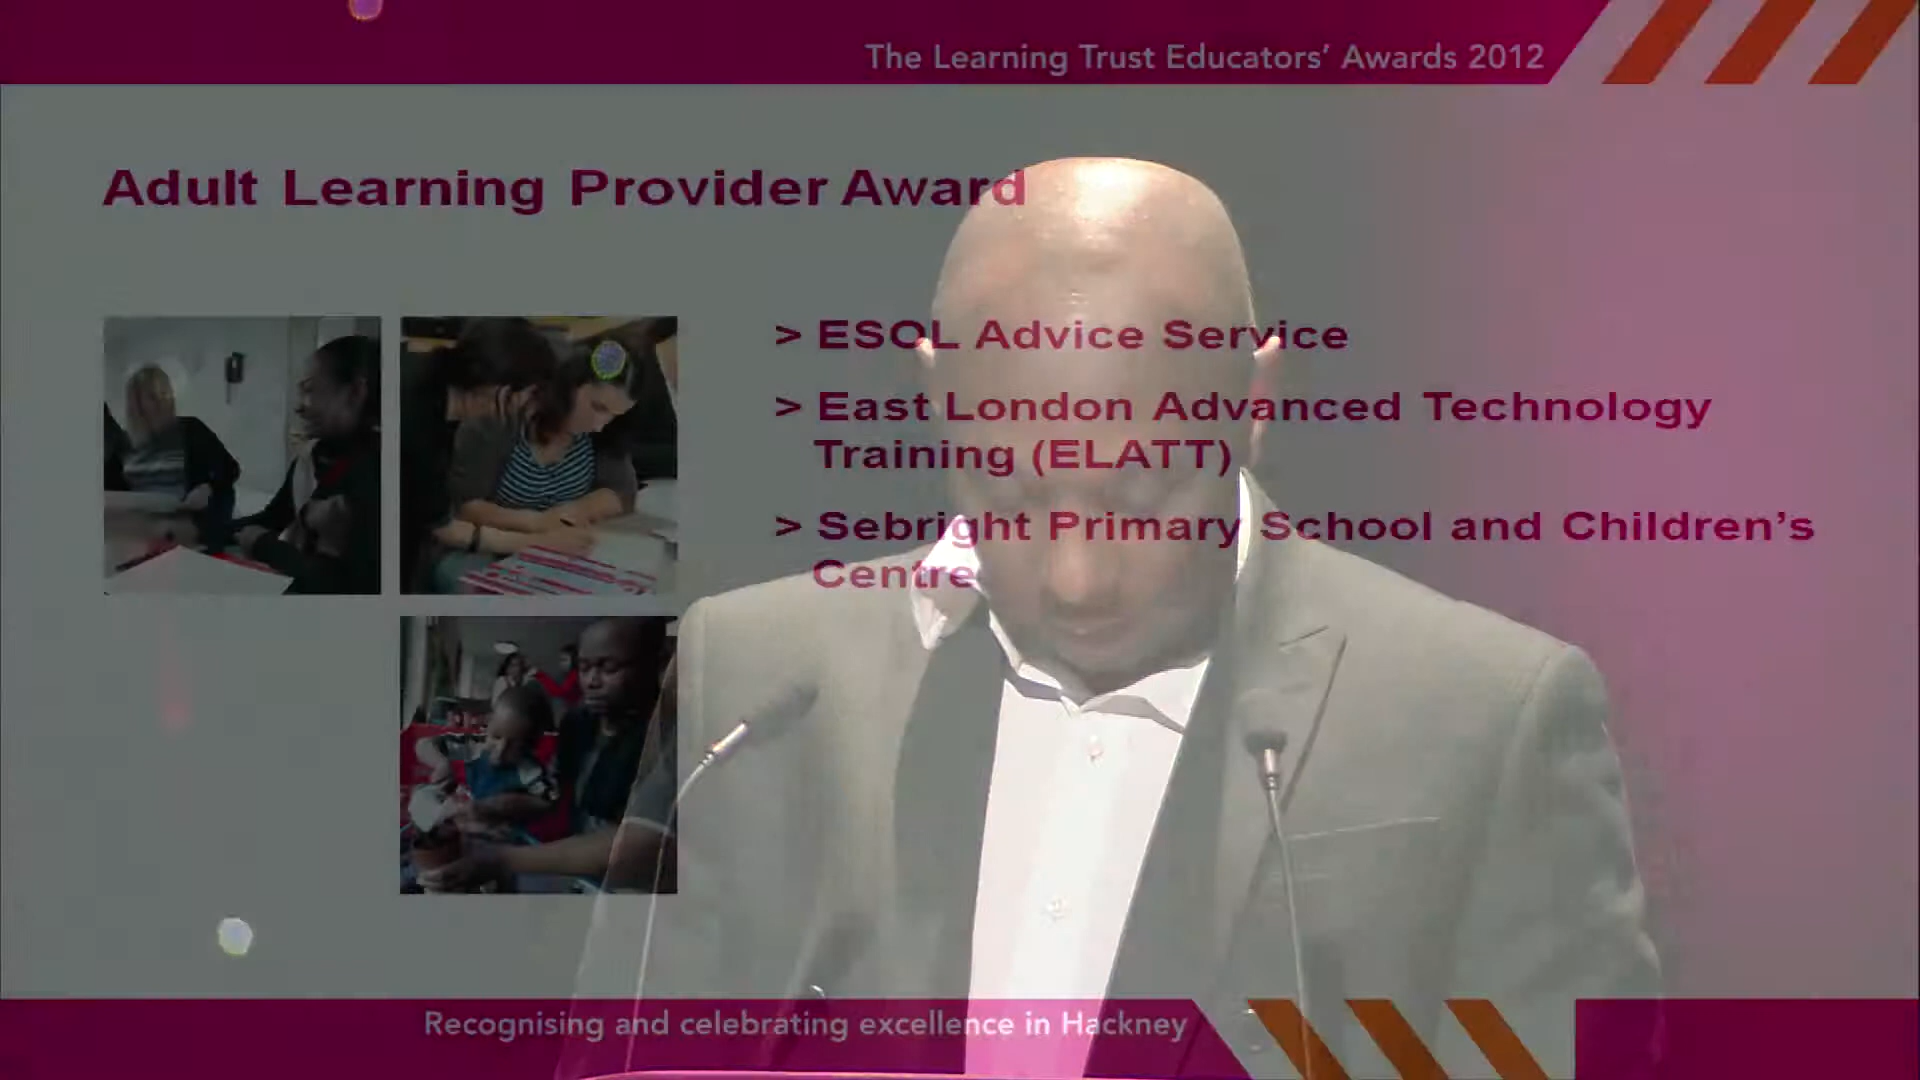 The Learning Trust Educators' Awards 2012
Adult Learning Provider Award
> ESOL Advice Service
> East London Advanced Technology
Training (ELATT)
> Sebright Primary School and Children's
Centre
Recognising and celebrating excellence in Hackney